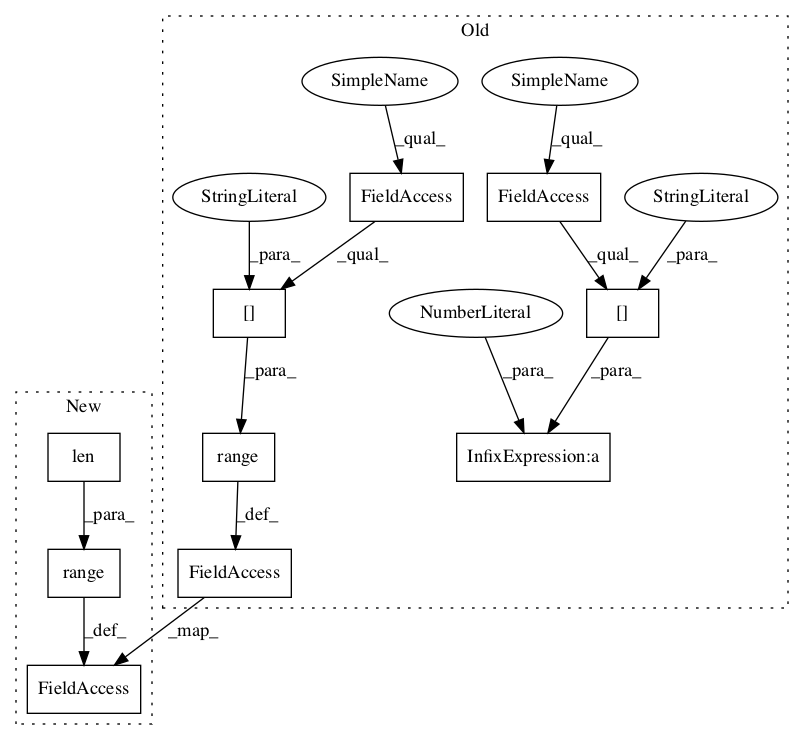 Old
SimpleName
SimpleName
_qual_
_qual_
StringLiteral
FieldAccess
FieldAccess
StringLiteral
_para_
_qual_
_qual_
_para_
[]
NumberLiteral
[]
_para_
_para_
_para_
New
len
range
InfixExpression:a
_para_
_def_
range
FieldAccess
_def_
_map_
FieldAccess